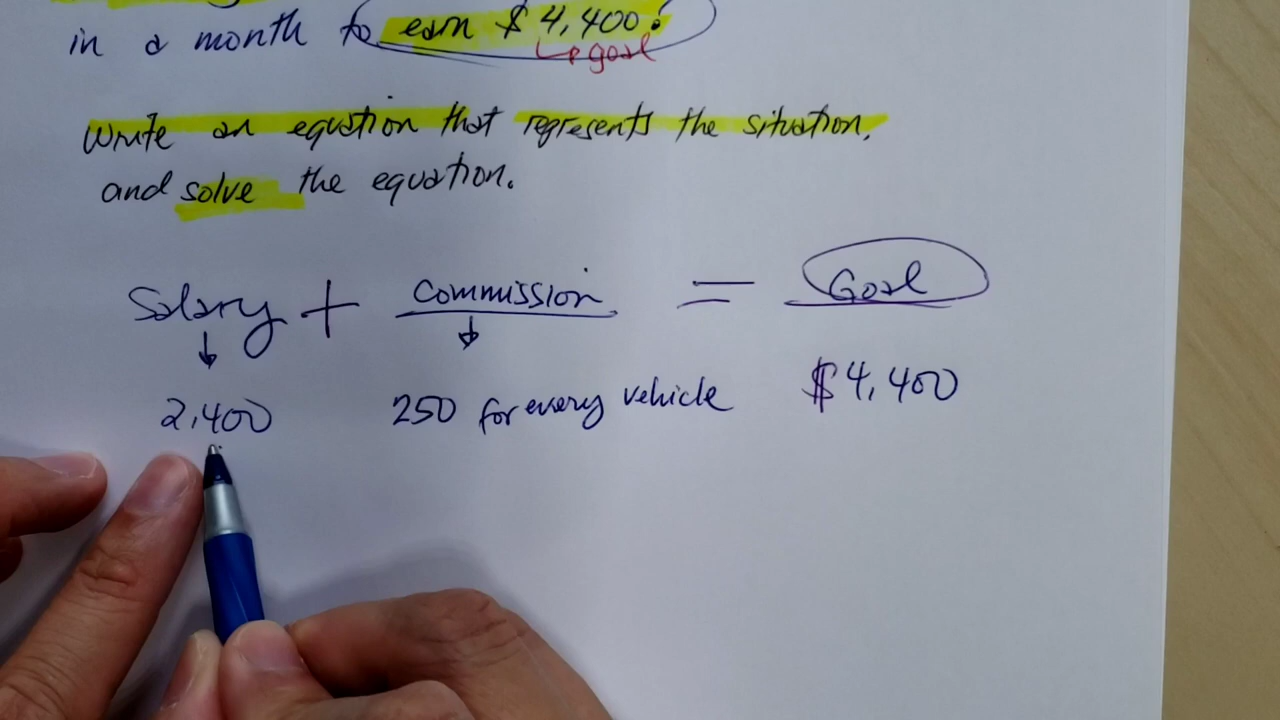 in a month to earn $4,400?
↳ goal
Write an equation that represents the situation,
and solve the equation.
Salary + Commission = Goal
↓ ↓
2,400 250 for every vehicle $4,400